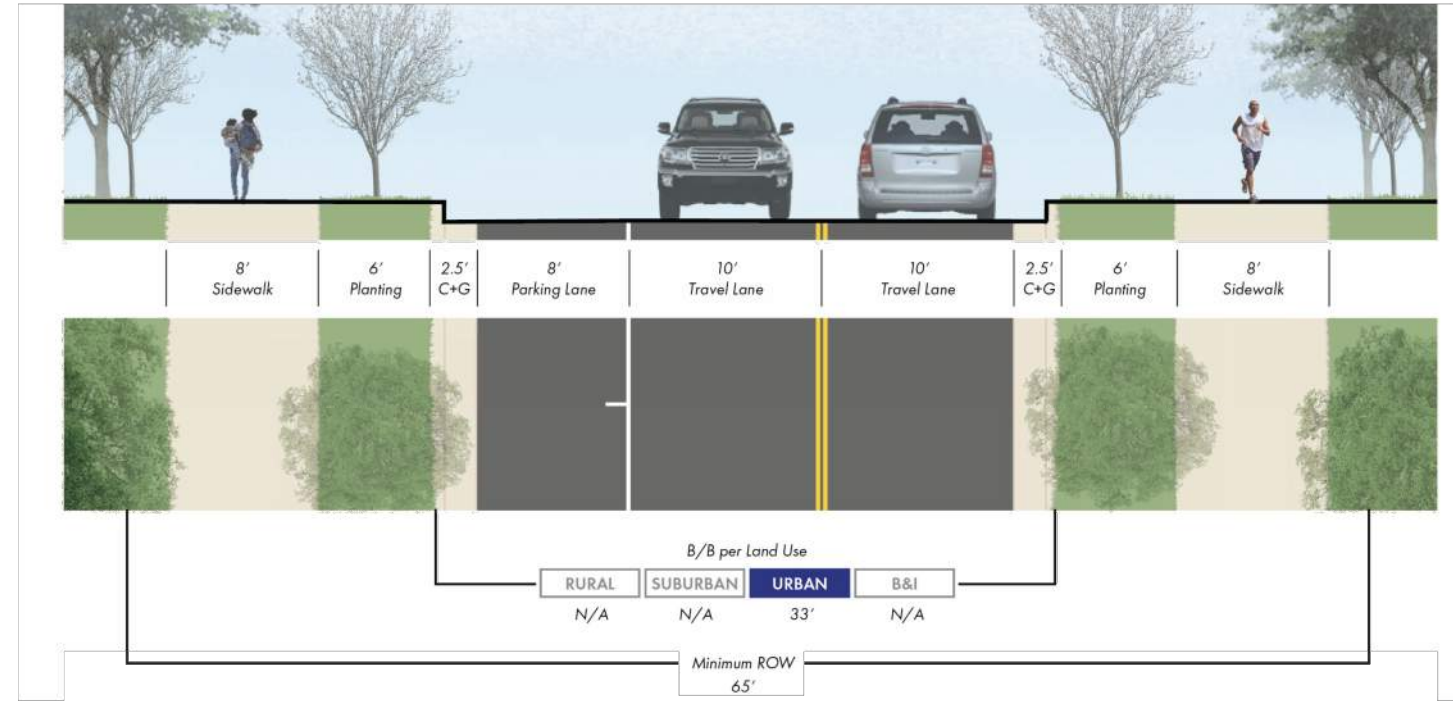 8’ Sidewalk
6’ Planting
2.5’ C+G
8’ Parking Lane
10’ Travel Lane
10’ Travel Lane
2.5’ C+G
6’ Planting
8’ Sidewalk
B/B per Land Use
RURAL SUBURBAN URBAN B&I
N/A N/A 33’ N/A
Minimum ROW
65’